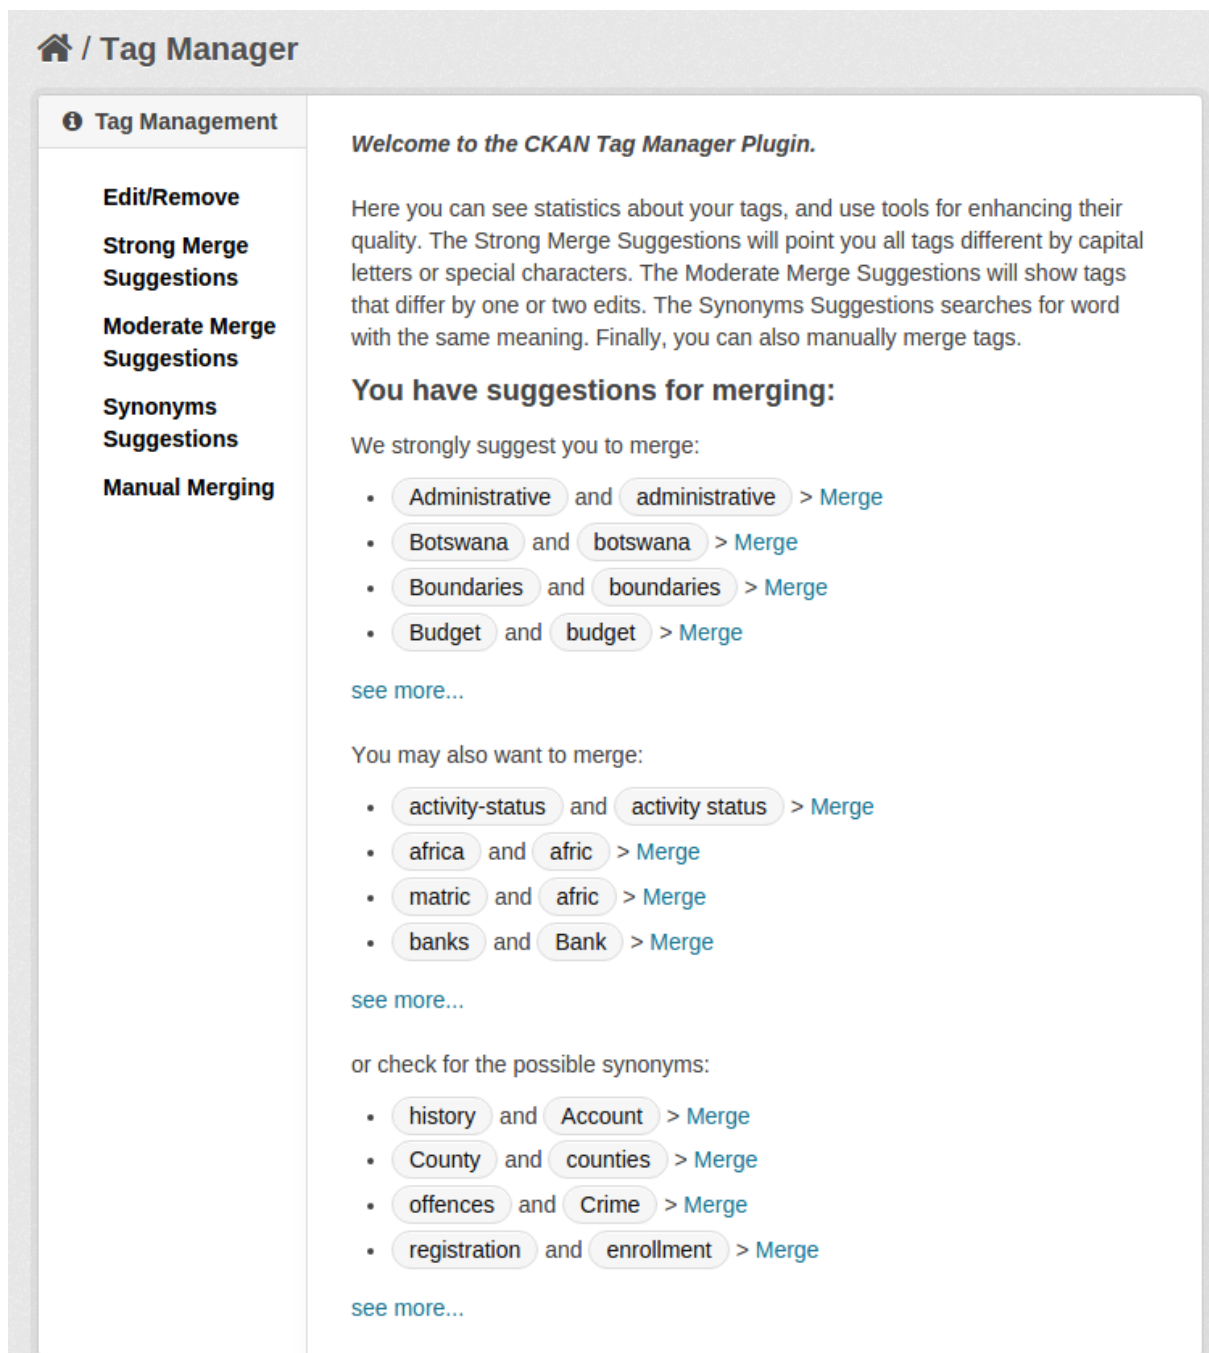 / Tag Manager
Tag Management
Edit/Remove
Strong Merge
Suggestions
Moderate Merge
Suggestions
Synonyms
Suggestions
Manual Merging
Welcome to the CKAN Tag Manager Plugin.
Here you can see statistics about your tags, and use tools for enhancing their
quality. The Strong Merge Suggestions will point you all tags different by capital
letters or special characters. The Moderate Merge Suggestions will show tags
that differ by one or two edits. The Synonyms Suggestions searches for word
with the same meaning. Finally, you can also manually merge tags.
You have suggestions for merging:
We strongly suggest you to merge:
• Administrative and administrative > Merge
• Botswana and botswana > Merge
• Boundaries and boundaries > Merge
• Budget and budget > Merge
see more...
You may also want to merge:
• activity-status and activity status > Merge
• africa and afric > Merge
• matric and afric > Merge
• banks and Bank > Merge
see more...
or check for the possible synonyms:
• history and Account > Merge
• County and counties > Merge
• offences and Crime > Merge
• registration and enrollment > Merge
see more...